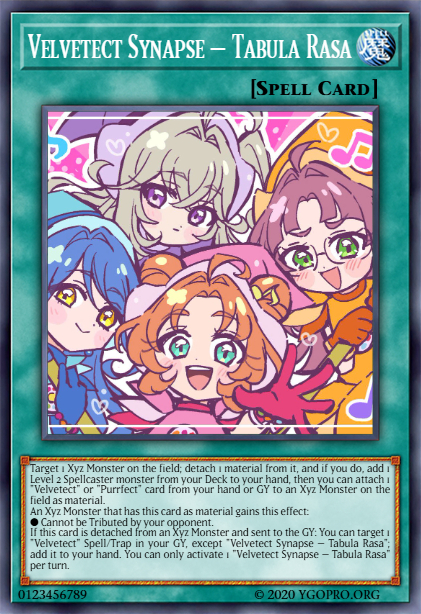 Velvetect Synapse – Tabula Rasa 魔
[Spell Card]
Target 1 Xyz Monster on the field; detach 1 material from it, and if you do, add 1
Level 2 Spellcaster monster from your Deck to your hand, then you can attach 1
"Velvetect" or "Purrfect" card from your hand or GY to an Xyz Monster on the
field as material.
An Xyz Monster that has this card as material gains this effect:
● Cannot be Tributed by your opponent.
If this card is detached from an Xyz Monster and sent to the GY: You can target 1
"Velvetect" Spell/Trap in your GY, except "Velvetect Synapse – Tabula Rasa";
add it to your hand. You can only activate 1 "Velvetect Synapse – Tabula Rasa"
per turn.
0123456789 © 2020 YGOPRO.ORG